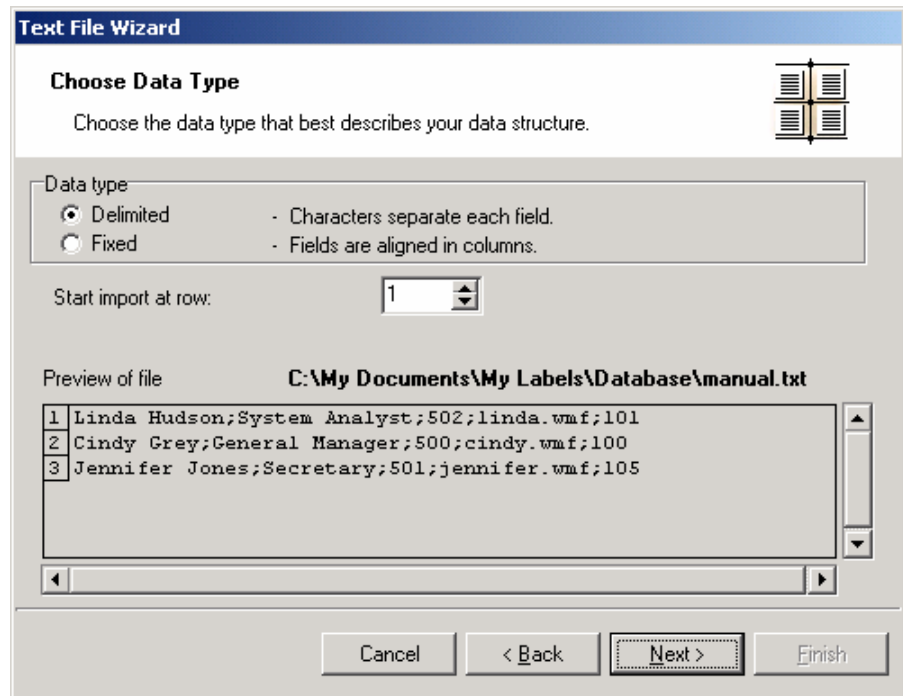 Text File Wizard
Choose Data Type
Choose the data type that best describes your data structure.
Data type
Delimited - Characters separate each field.
Fixed - Fields are aligned in columns.
Start import at row: 1
Preview of file C:\My Documents\My Labels\Database\manual.txt
1 Linda Hudson;System Analyst;502;linda.wmf;101
2 Cindy Grey;General Manager;500;cindy.wmf;100
3 Jennifer Jones;Secretary;501;jennifer.wmf;105
Cancel < Back Next > Finish